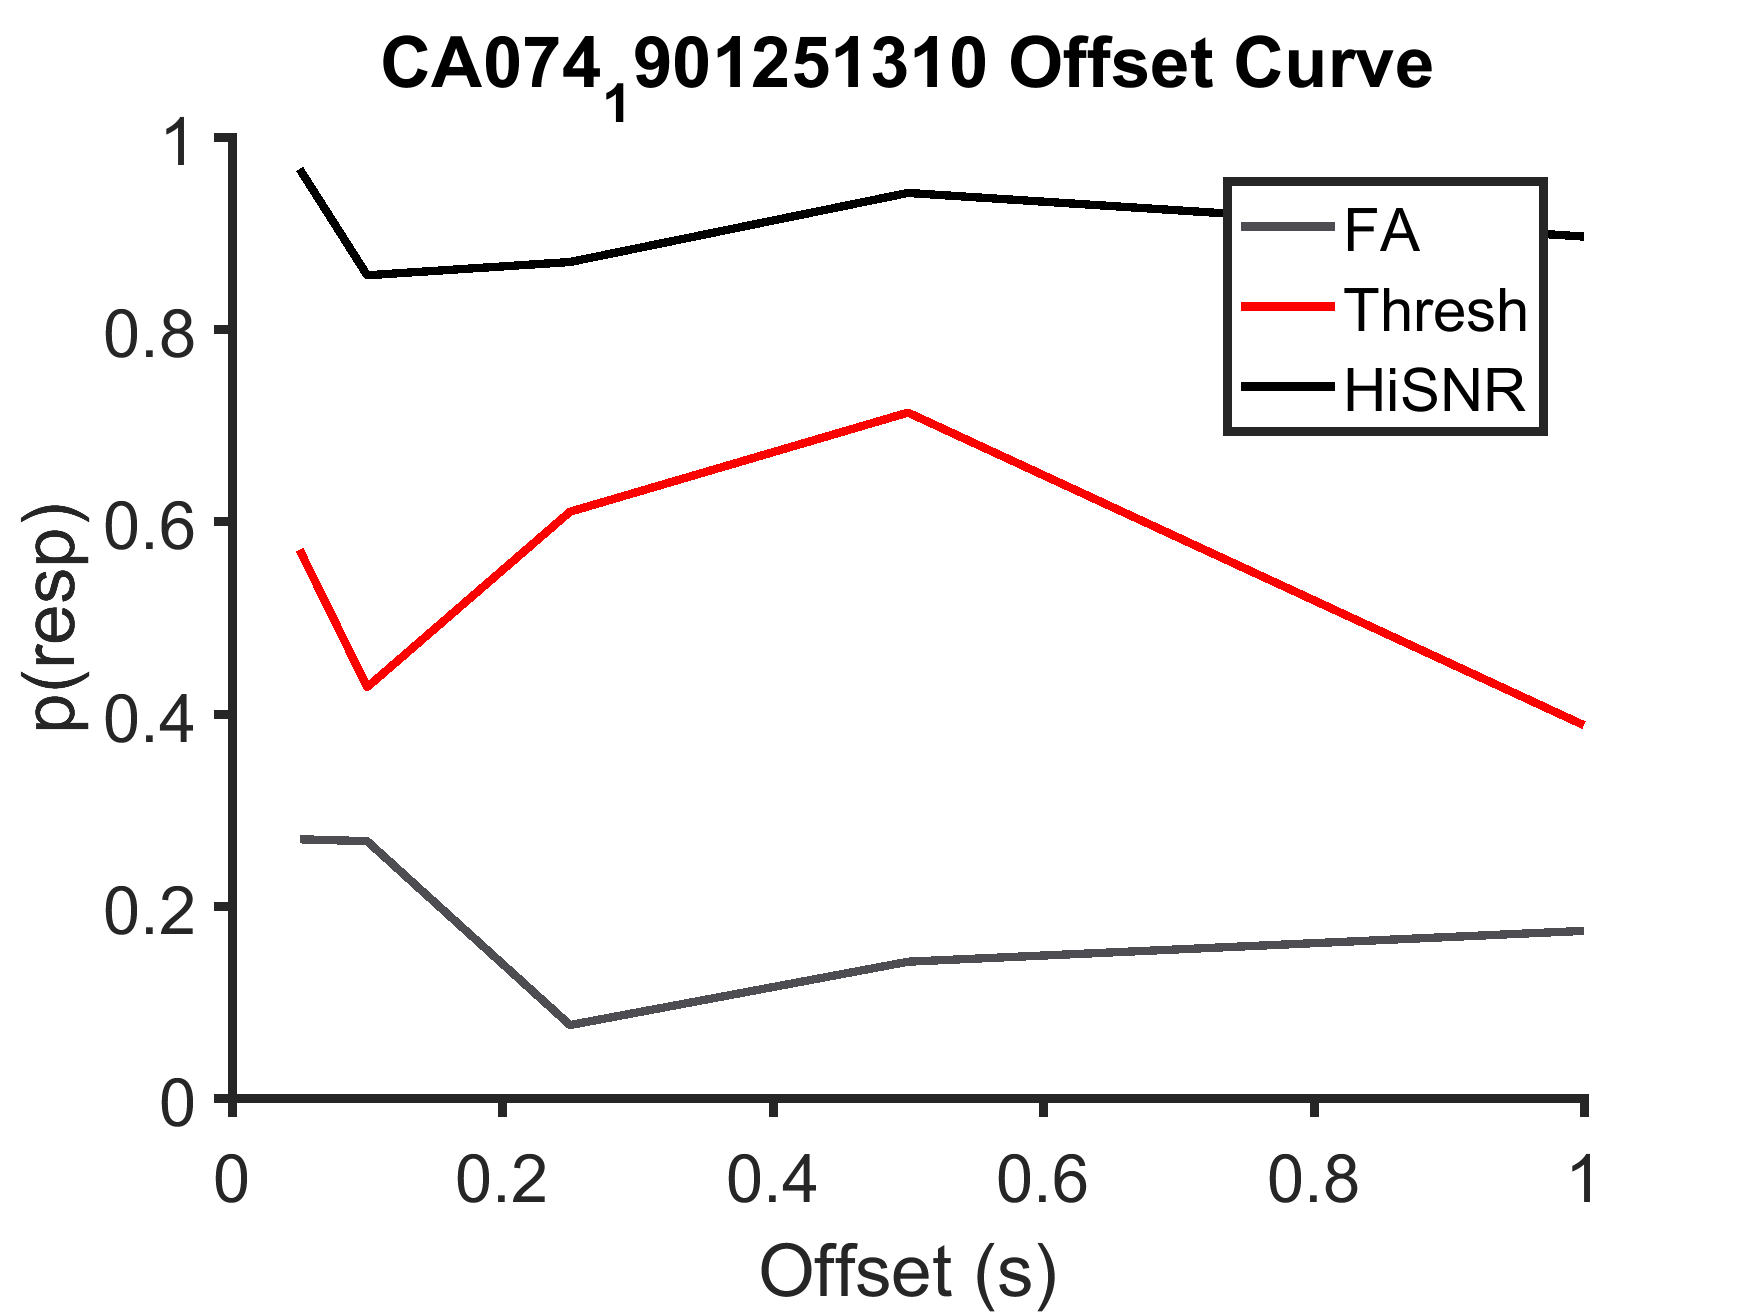 CA074₁901251310 Offset Curve
1
0.8
0.6
0.4
0.2
0
p(resp)
FA
Thresh
HiSNR
0 0.2 0.4 0.6 0.8 1
Offset (s)